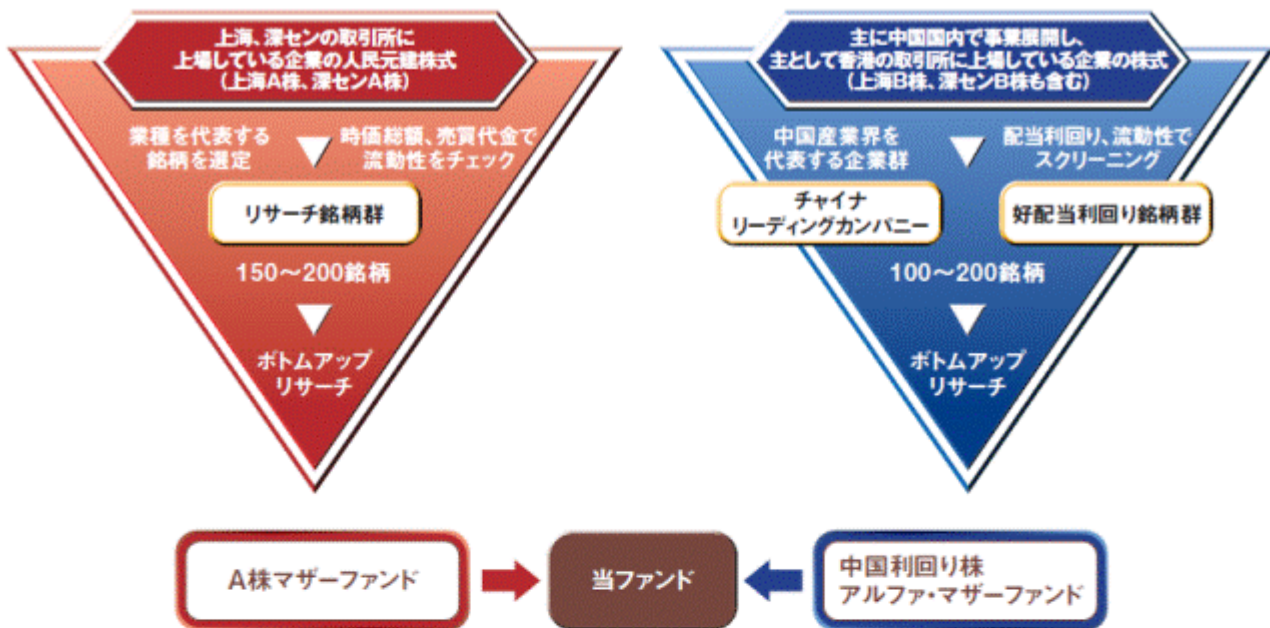 上海、深センの取引所に
上場している企業の人民元建株式
(上海A株、深センA株)
業種を代表する
銘柄を選定
時価総額、売買代金で
流動性をチェック
リサーチ銘柄群
150〜200銘柄
ボトムアップ
リサーチ
主に中国国内で事業展開し、
主として香港の取引所に上場している企業の株式
(上海B株、深センB株も含む)
中国産業界を
代表する企業群
配当利回り、流動性で
スクリーニング
チャイナ
リーディングカンパニー
好配当利回り銘柄群
100〜200銘柄
ボトムアップ
リサーチ
A株マザーファンド
当ファンド
中国利回り株
アルファ・マザーファンド